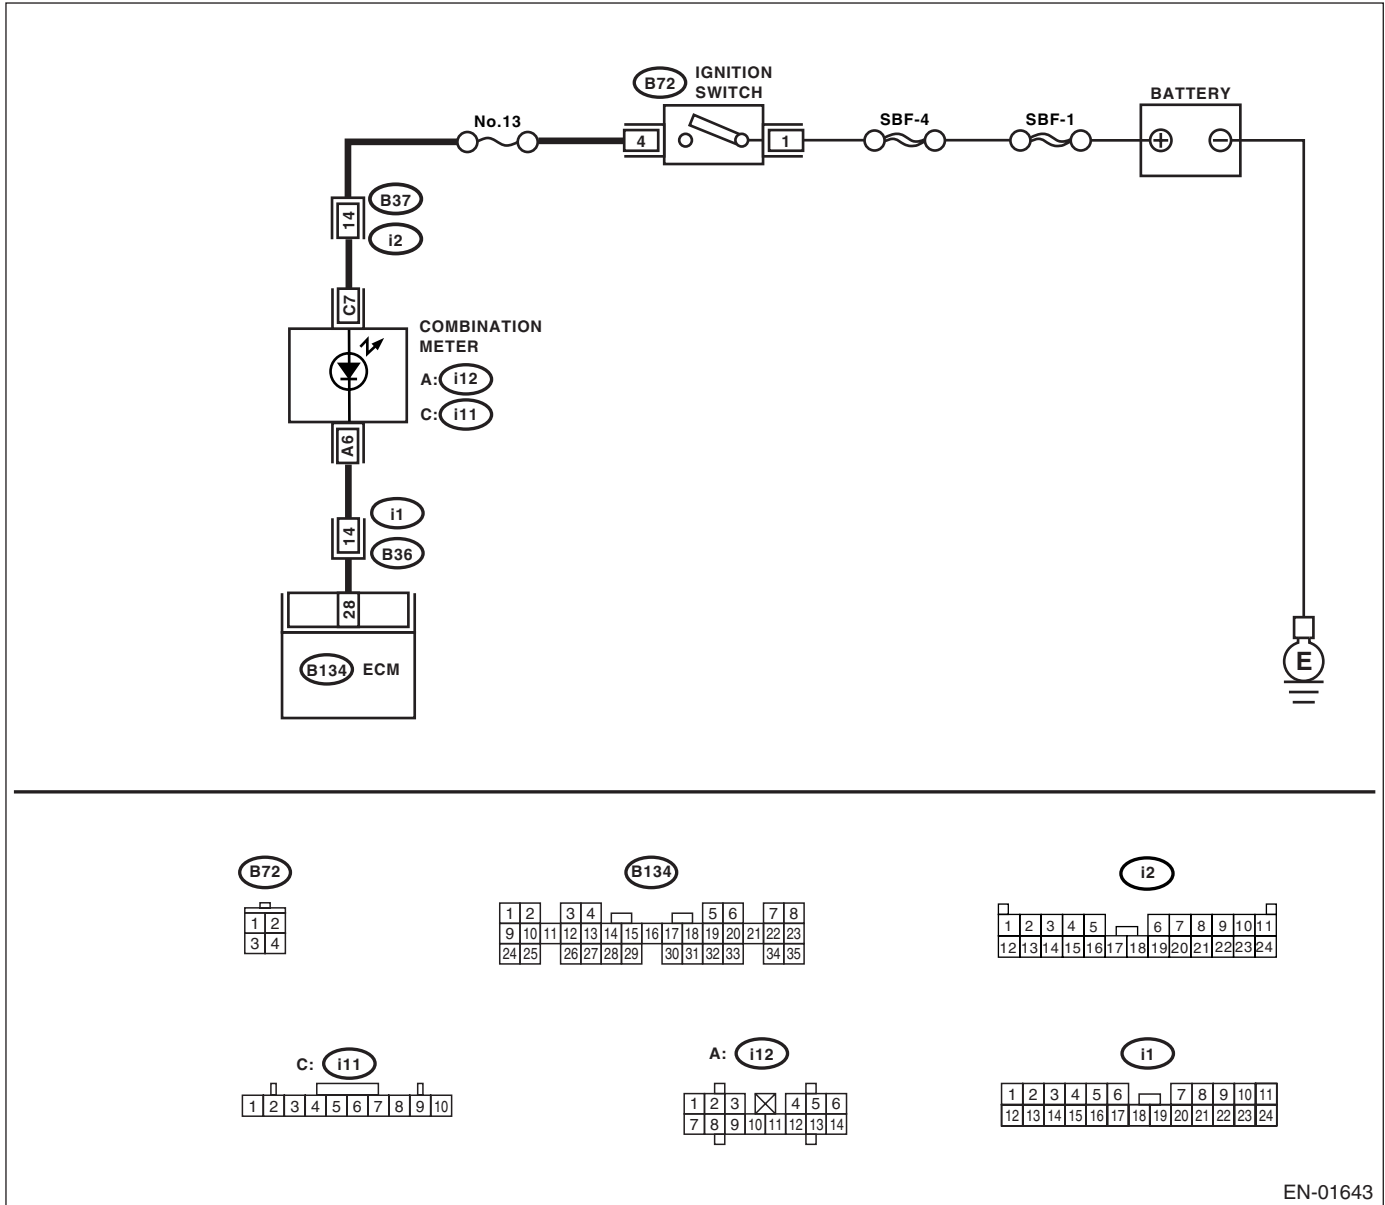 B72 IGNITION
SWITCH
BATTERY
No.13
4
1
SBF-4
SBF-1
14
B37
i2
C7
COMBINATION
METER
A: i12
C: i11
A6
14
i1
B36
28
B134 ECM
E
B72
1 2
3 4
B134
1 2 3 4 5 6 7 8
9 10 11 12 13 14 15 16 17 18 19 20 21 22 23
24 25 26 27 28 29 30 31 32 33 34 35
i2
1 2 3 4 5 6 7 8 9 10 11
12 13 14 15 16 17 18 19 20 21 22 23 24
C: i11
1 2 3 4 5 6 7 8 9 10
A: i12
1 2 3 4 5 6
7 8 9 10 11 12 13 14
i1
1 2 3 4 5 6 7 8 9 10 11
12 13 14 15 16 17 18 19 20 21 22 23 24
EN-01643